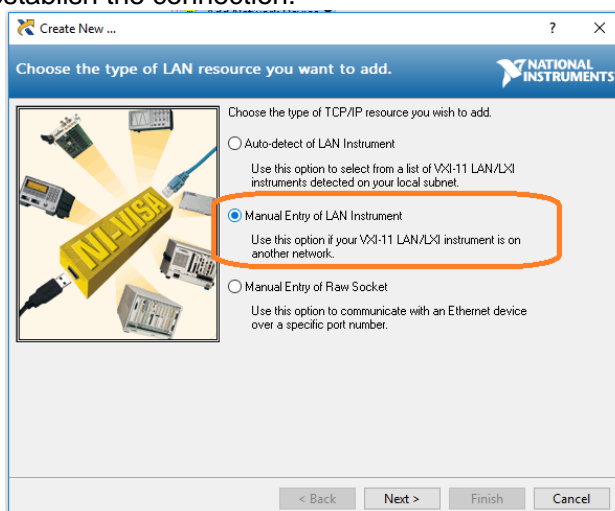 establish the connection.
Create New ...
Choose the type of LAN resource you want to add.
NATIONAL
INSTRUMENTS
Choose the type of TCP/IP resource you wish to add.
Auto-detect of LAN Instrument
Use this option to select from a list of VXI-11 LAN/LXI
instruments detected on your local subnet.
Manual Entry of LAN Instrument
Use this option if your VXI-11 LAN/LXI instrument is on
another network.
Manual Entry of Raw Socket
Use this option to communicate with an Ethernet device
over a specific port number.
NI-VISA
< Back Next > Finish Cancel